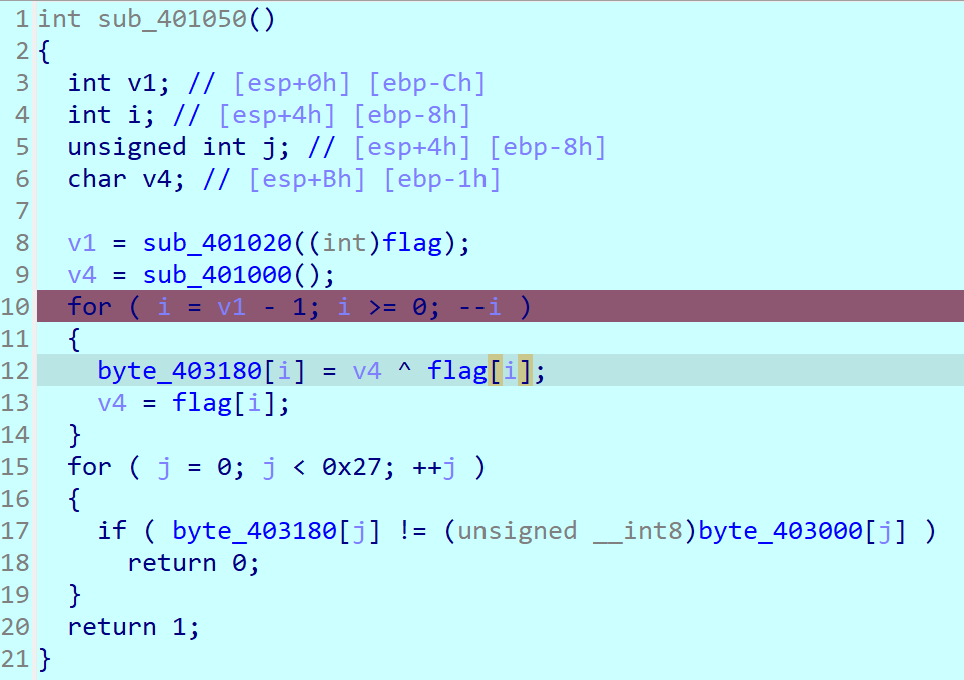 1 int sub_401050()
2 {
3   int v1; // [esp+0h] [ebp-Ch]
4   int i; // [esp+4h] [ebp-8h]
5   unsigned int j; // [esp+4h] [ebp-8h]
6   char v4; // [esp+Bh] [ebp-1h]
7
8   v1 = sub_401020((int)flag);
9   v4 = sub_401000();
10   for ( i = v1 - 1; i >= 0; --i )
11   {
12     byte_403180[i] = v4 ^ flag[i];
13     v4 = flag[i];
14   }
15   for ( j = 0; j < 0x27; ++j )
16   {
17     if ( byte_403180[j] != (unsigned __int8)byte_403000[j] )
18       return 0;
19   }
20   return 1;
21 }